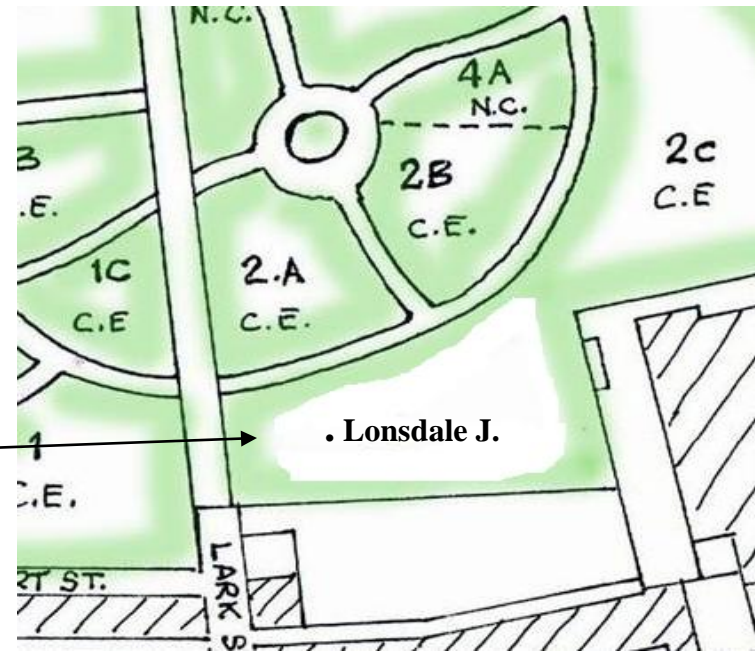 N.C.
4A
N.C.
2C
C.E
2B
C.E.
1C
C.E
2.A
C.E.
. Lonsdale J.
1
C.E.
LARK S
ST.